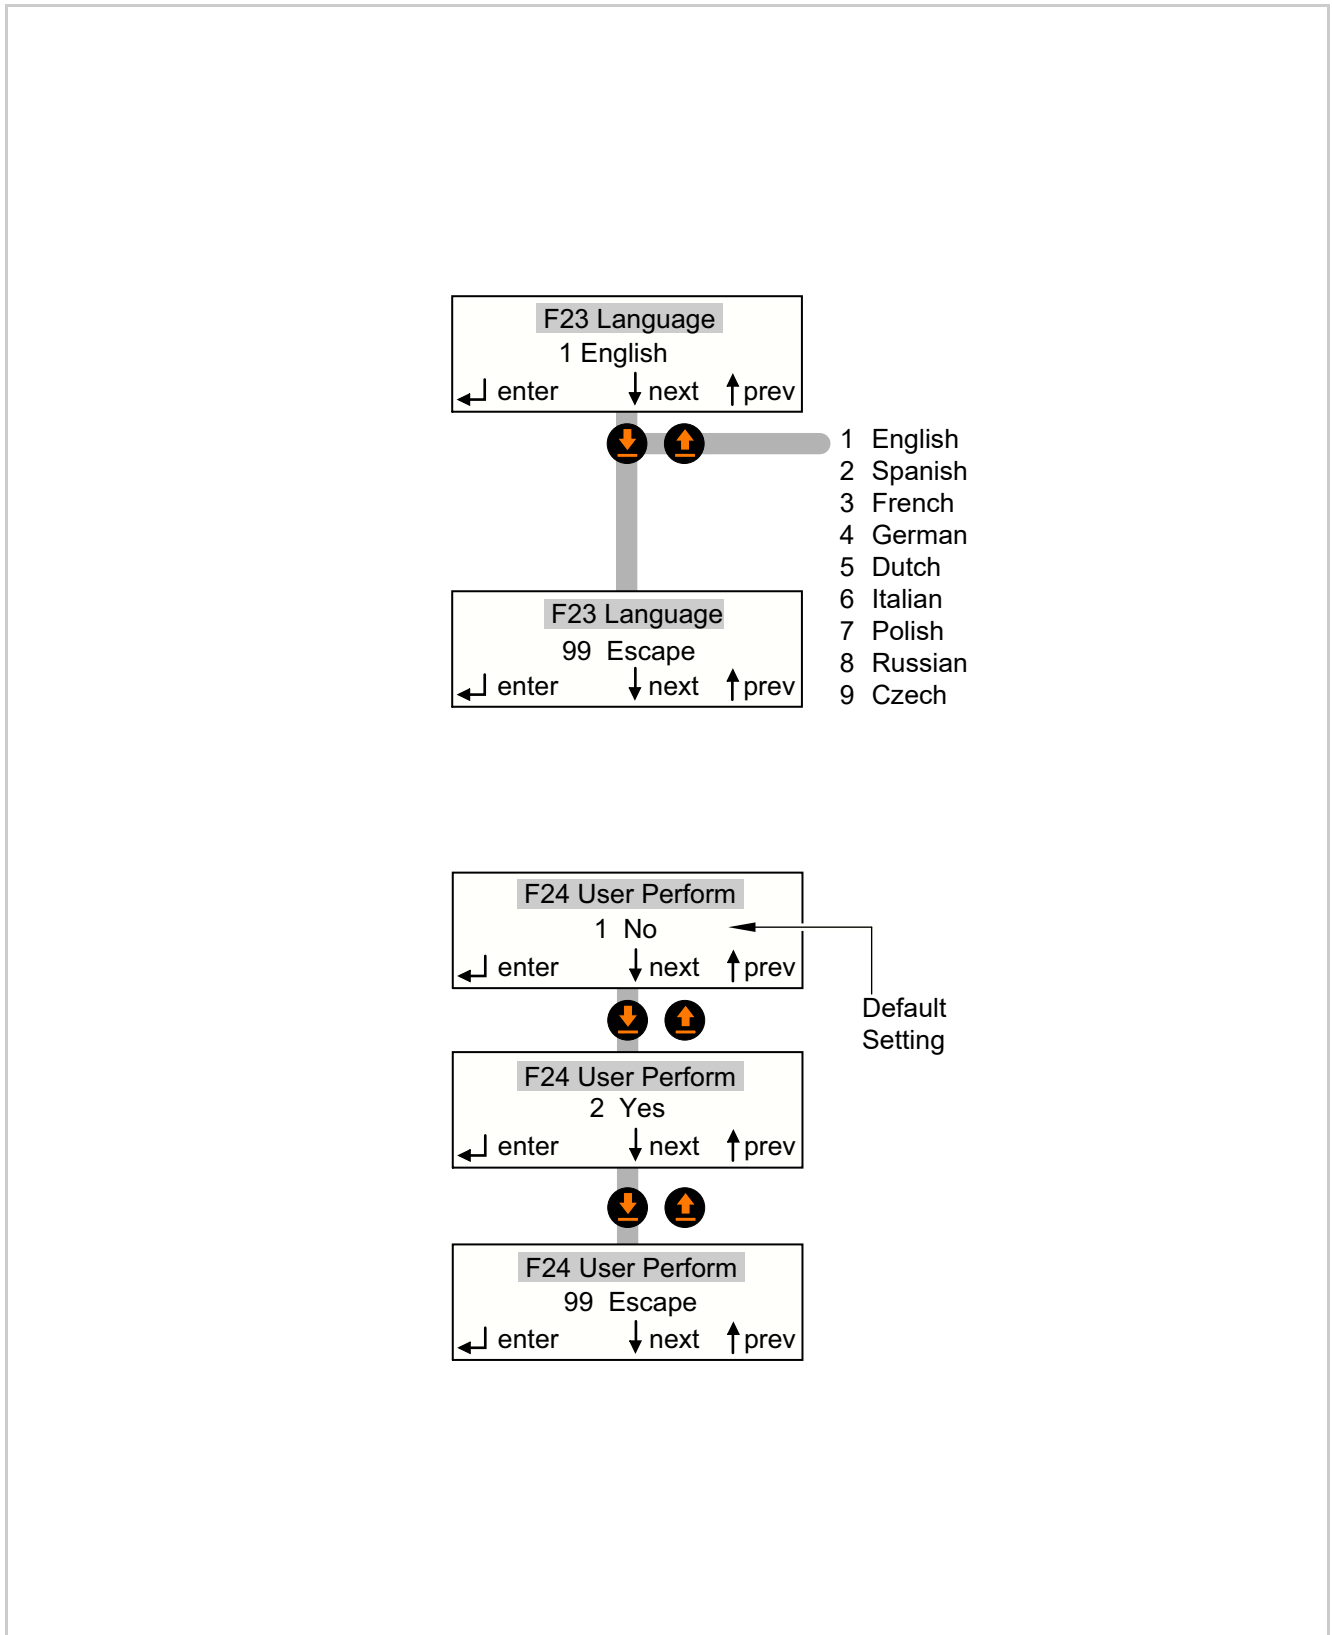 F23 Language
1 English
enter next prev
1 English
2 Spanish
3 French
4 German
5 Dutch
6 Italian
7 Polish
8 Russian
9 Czech
F23 Language
99 Escape
enter next prev
F24 User Perform
1 No
enter next prev
Default
Setting
F24 User Perform
2 Yes
enter next prev
F24 User Perform
99 Escape
enter next prev